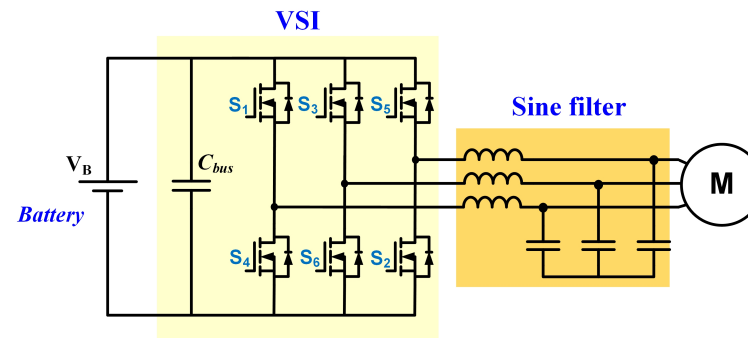 VSI
S1 S3 S5
Sine filter
VB
Cbus
M
Battery
S4 S6 S2